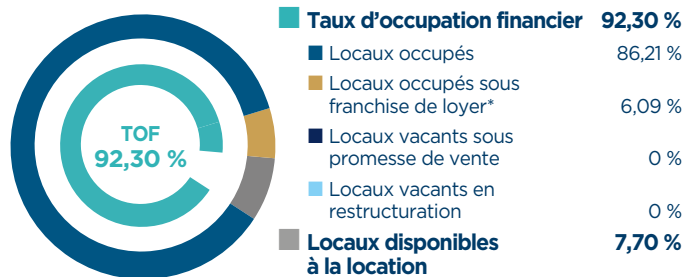 TOF
92,30 %
Taux d'occupation financier 92,30 %
Locaux occupés 86,21 %
Locaux occupés sous
franchise de loyer* 6,09 %
Locaux vacants sous
promesse de vente 0 %
Locaux vacants en
restructuration 0 %
Locaux disponibles 7,70 %
à la location